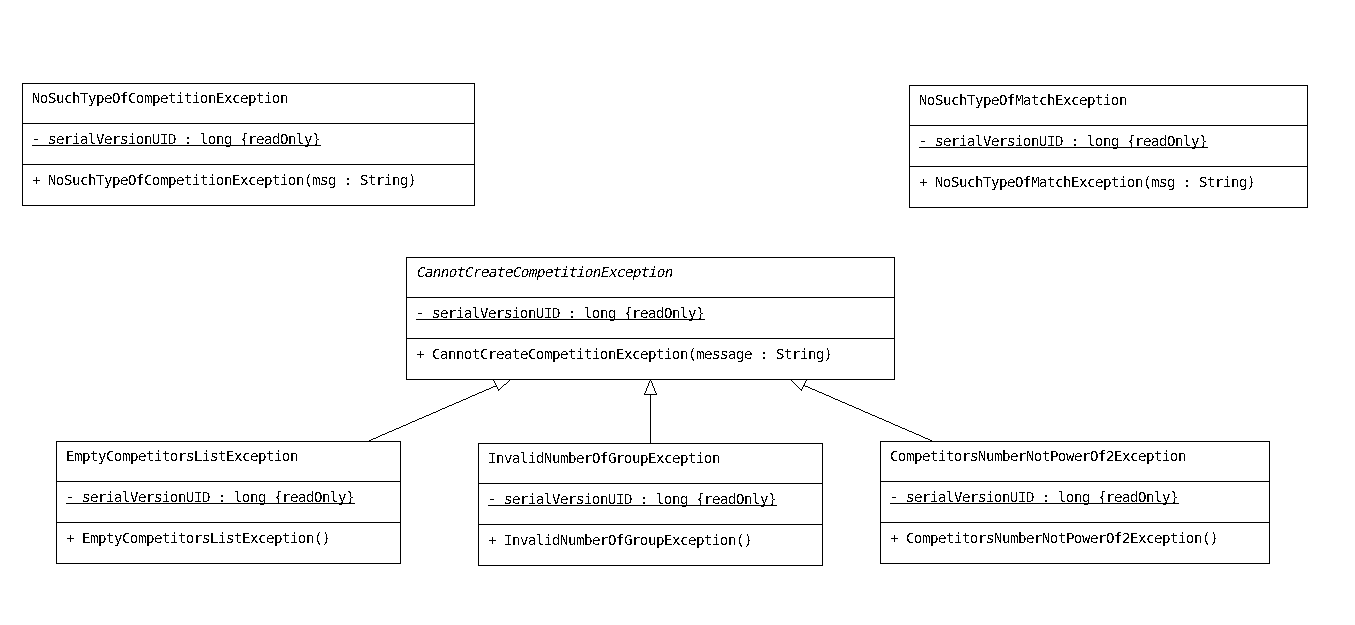 NoSuchTypeOfCompetitionException
- serialVersionUID : long {readOnly}
+ NoSuchTypeOfCompetitionException(msg : String)
NoSuchTypeOfMatchException
- serialVersionUID : long {readOnly}
+ NoSuchTypeOfMatchException(msg : String)
CannotCreateCompetitionException
- serialVersionUID : long {readOnly}
+ CannotCreateCompetitionException(message : String)
EmptyCompetitorsListException
- serialVersionUID : long {readOnly}
+ EmptyCompetitorsListException()
InvalidNumberOfGroupException
- serialVersionUID : long {readOnly}
+ InvalidNumberOfGroupException()
CompetitorsNumberNotPowerOf2Exception
- serialVersionUID : long {readOnly}
+ CompetitorsNumberNotPowerOf2Exception()